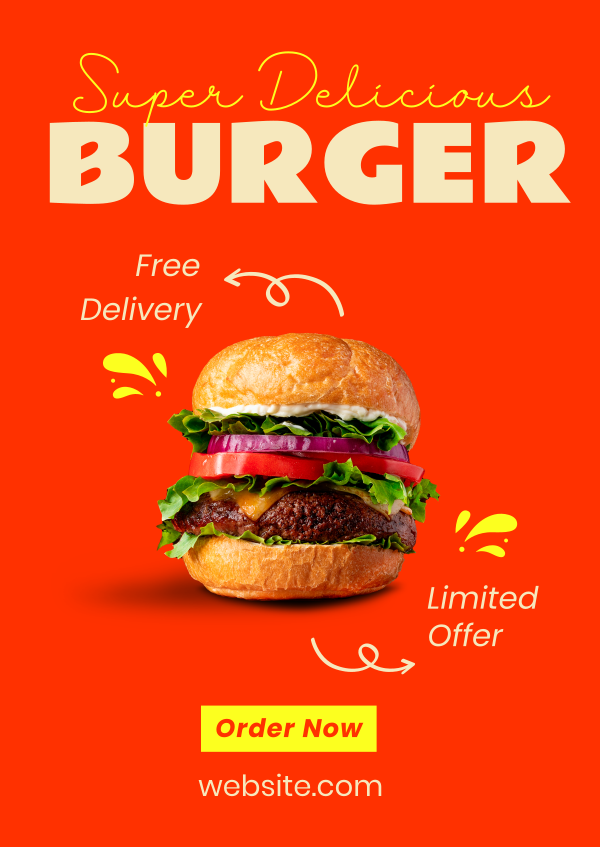 Super Delicious
BURGER
Free
Delivery
Limited
Offer
Order Now
website.com